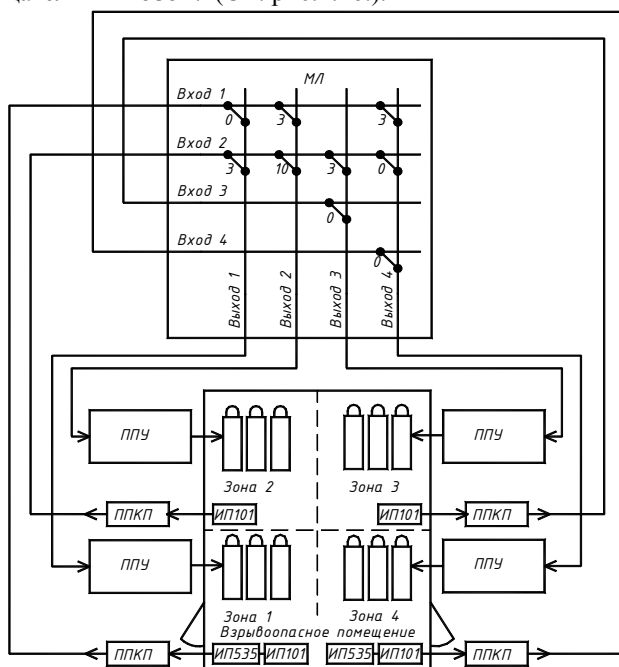 МЛ
Вход 1
0 3 3
Вход 2
3 10 3 0
Вход 3
0
Вход 4
0
Выход 1 Выход 2 Выход 3 Выход 4
ППУ ППУ
Зона 2 Зона 3
ППКП ИП101 ИП101 ППКП
ППУ ППУ
Зона 1 Зона 4
Взрывоопасное помещение
ППКП ИП535 ИП101 ИП535 ИП101 ППКП